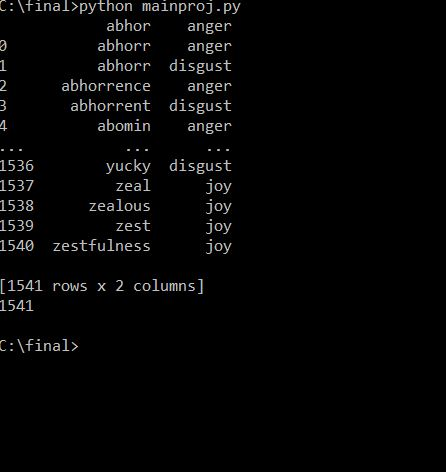 C:\final>python mainproj.py
abhor anger
0 abhorr anger
1 abhorr disgust
2 abhorrence anger
3 abhorrent disgust
4 abomin anger
... ... ...
1536 yucky disgust
1537 zeal joy
1538 zealous joy
1539 zest joy
1540 zestfulness joy
[1541 rows x 2 columns]
1541
C:\final>